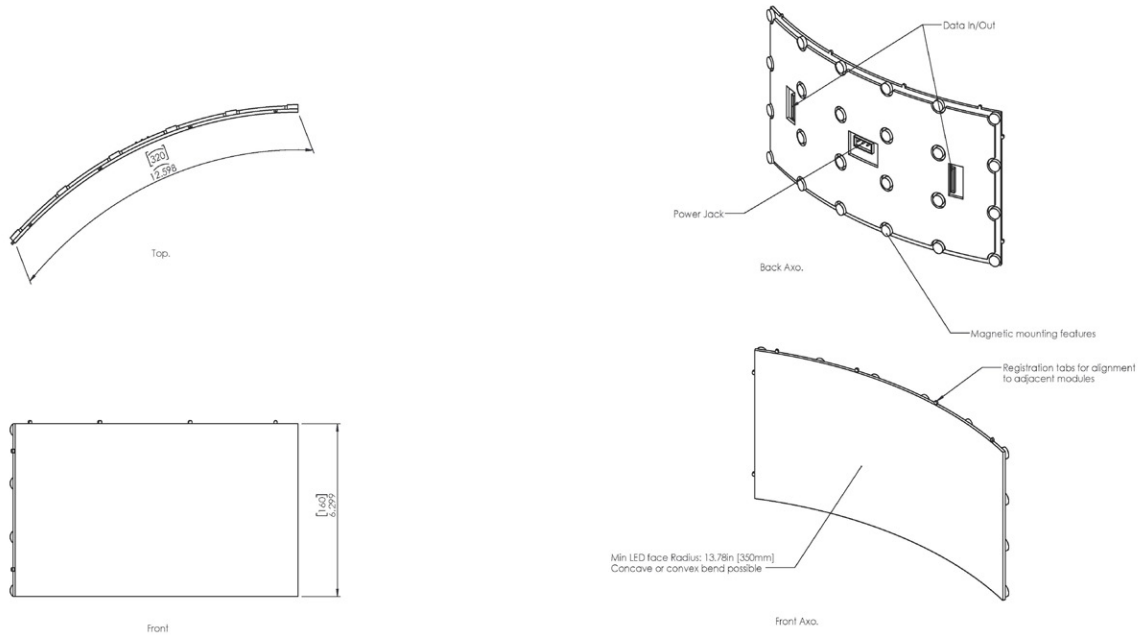 [320]
12.598
Top.
Data In/Out
Power Jack
Back Axo.
Magnetic mounting features
Registration tabs for alignment
to adjacent modules
[160]
6.299
Front
Min LED face Radius: 13.78in [350mm]
Concave or convex bend possible
Front Axo.